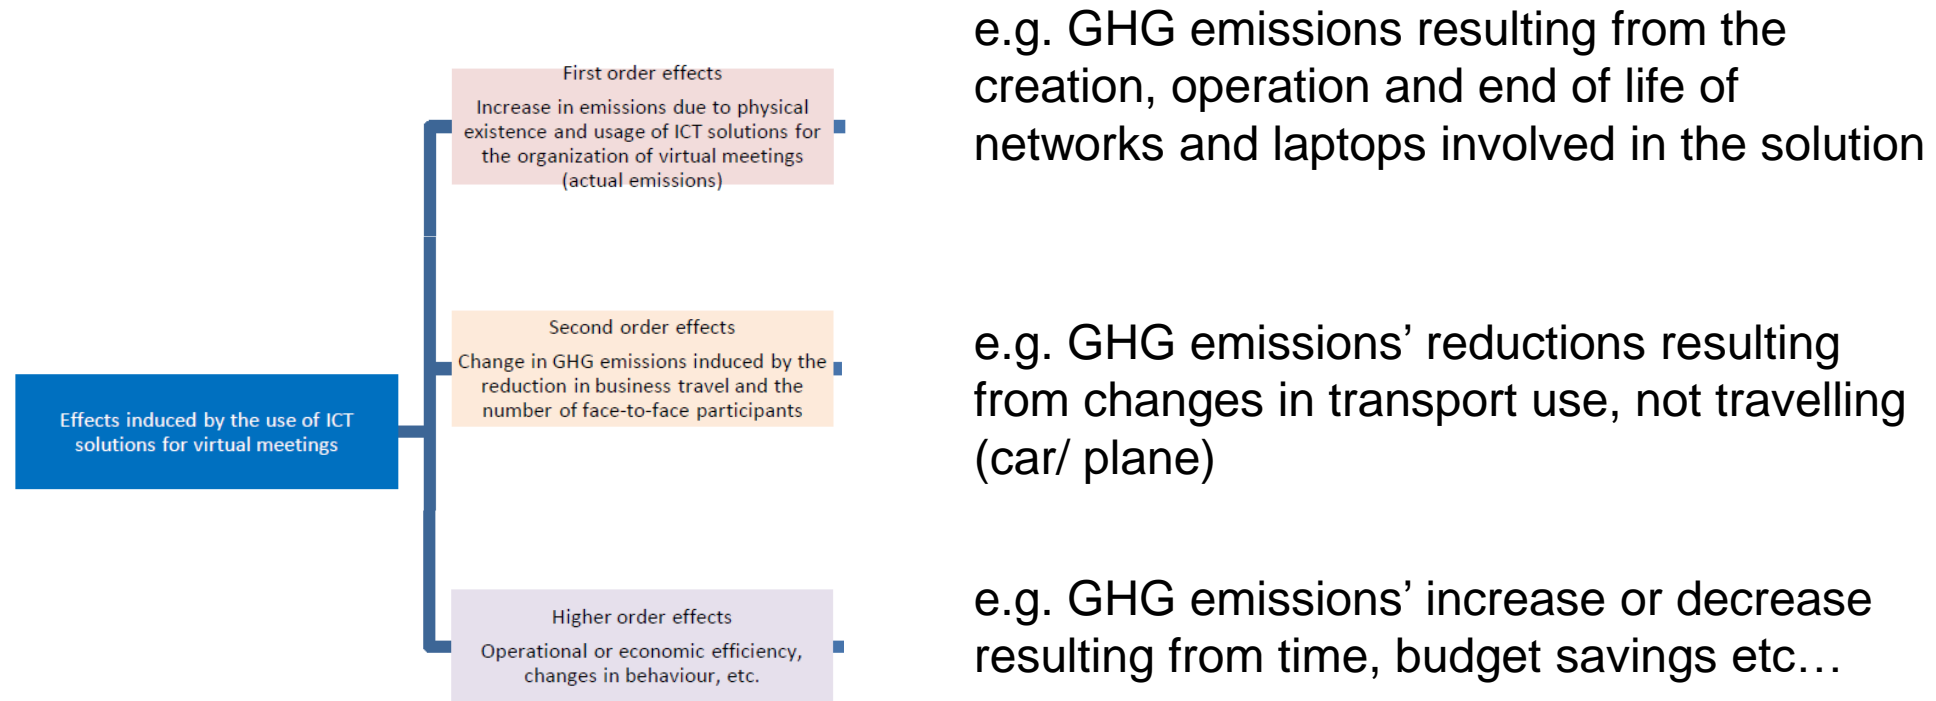 First order effects
Increase in emissions due to physical
existence and usage of ICT solutions for
the organization of virtual meetings
(actual emissions)
e.g. GHG emissions resulting from the
creation, operation and end of life of
networks and laptops involved in the solution
Effects induced by the use of ICT
solutions for virtual meetings
Second order effects
Change in GHG emissions induced by the
reduction in business travel and the
number of face-to-face participants
e.g. GHG emissions’ reductions resulting
from changes in transport use, not travelling
(car/ plane)
Higher order effects
Operational or economic efficiency,
changes in behaviour, etc.
e.g. GHG emissions’ increase or decrease
resulting from time, budget savings etc…